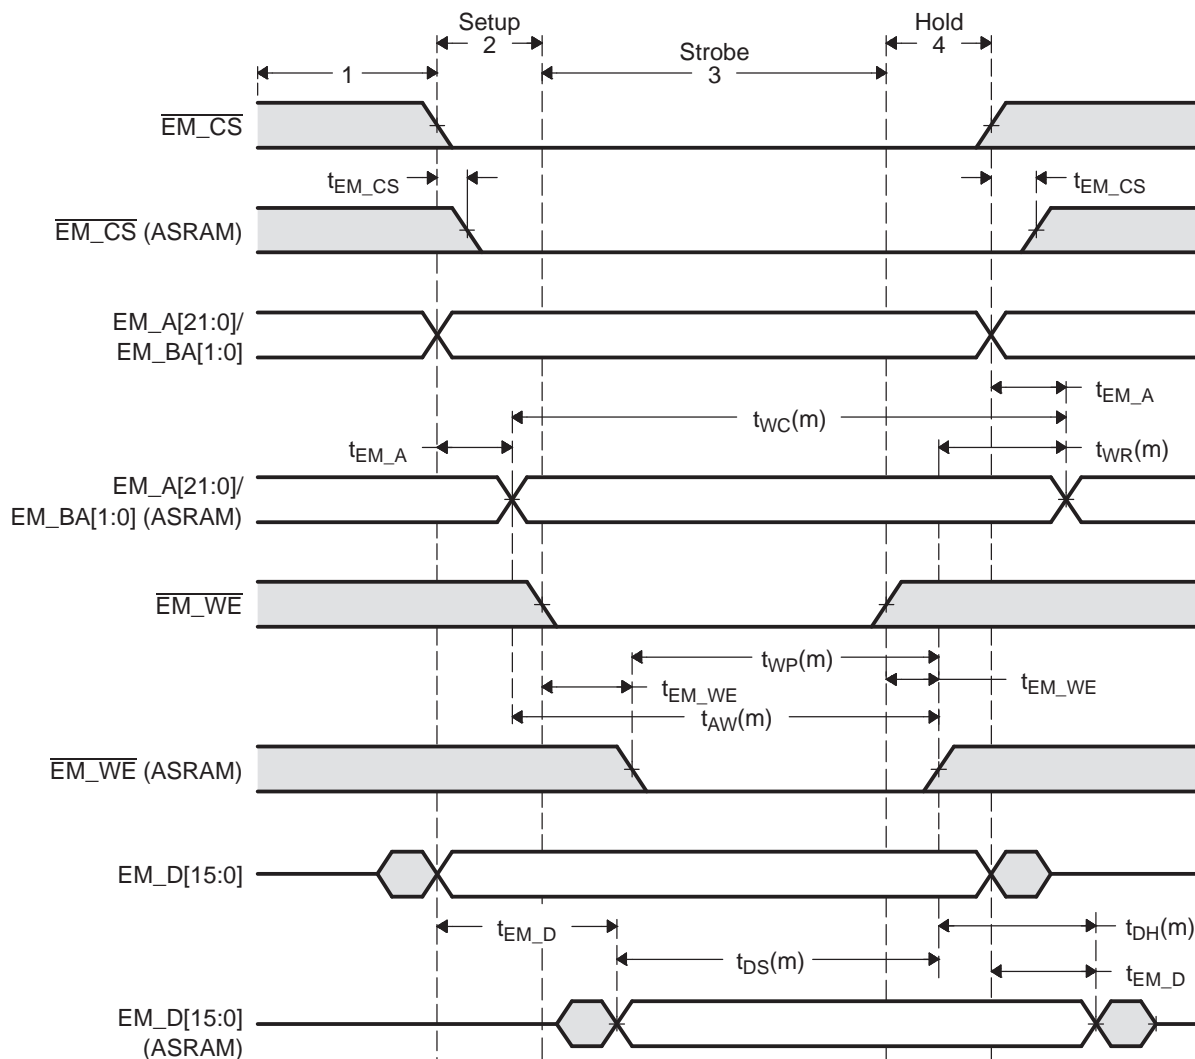 Setup
2
Hold
4
Strobe
3
1
EM_CS
tEM_CS
tEM_CS
EM_CS (ASRAM)
EM_A[21:0]/
EM_BA[1:0]
tEM_A
tWC(m)
tEM_A
tWR(m)
EM_A[21:0]/
EM_BA[1:0] (ASRAM)
EM_WE
tWP(m)
tEM_WE
tEM_WE
tAW(m)
EM_WE (ASRAM)
EM_D[15:0]
tEM_D
tDH(m)
tDS(m)
tEM_D
EM_D[15:0]
(ASRAM)